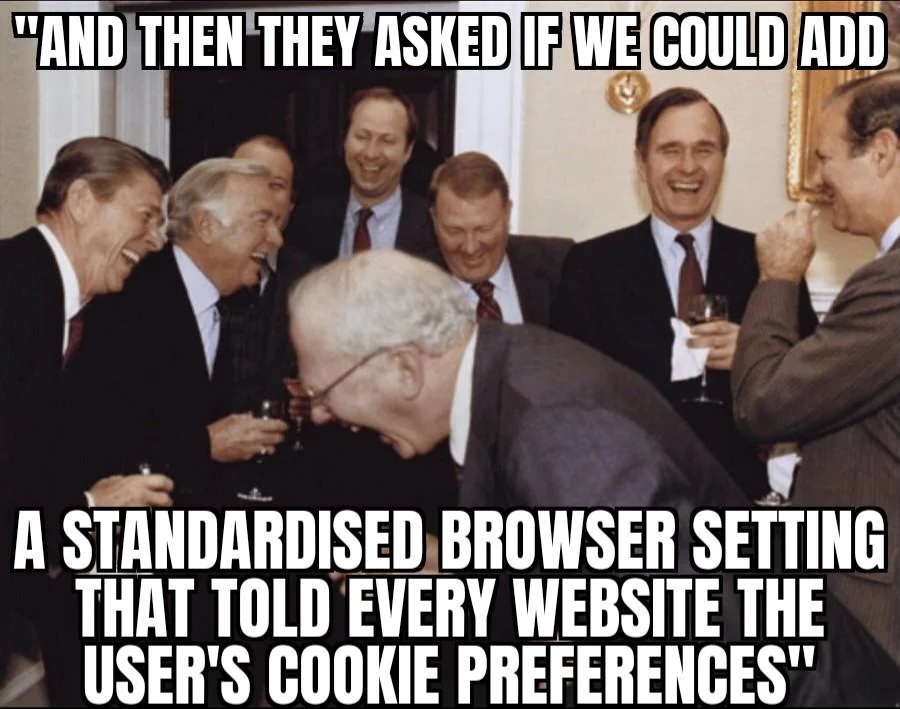 "AND THEN THEY ASKED IF WE COULD ADD
A STANDARDISED BROWSER SETTING
THAT TOLD EVERY WEBSITE THE
USER'S COOKIE PREFERENCES"